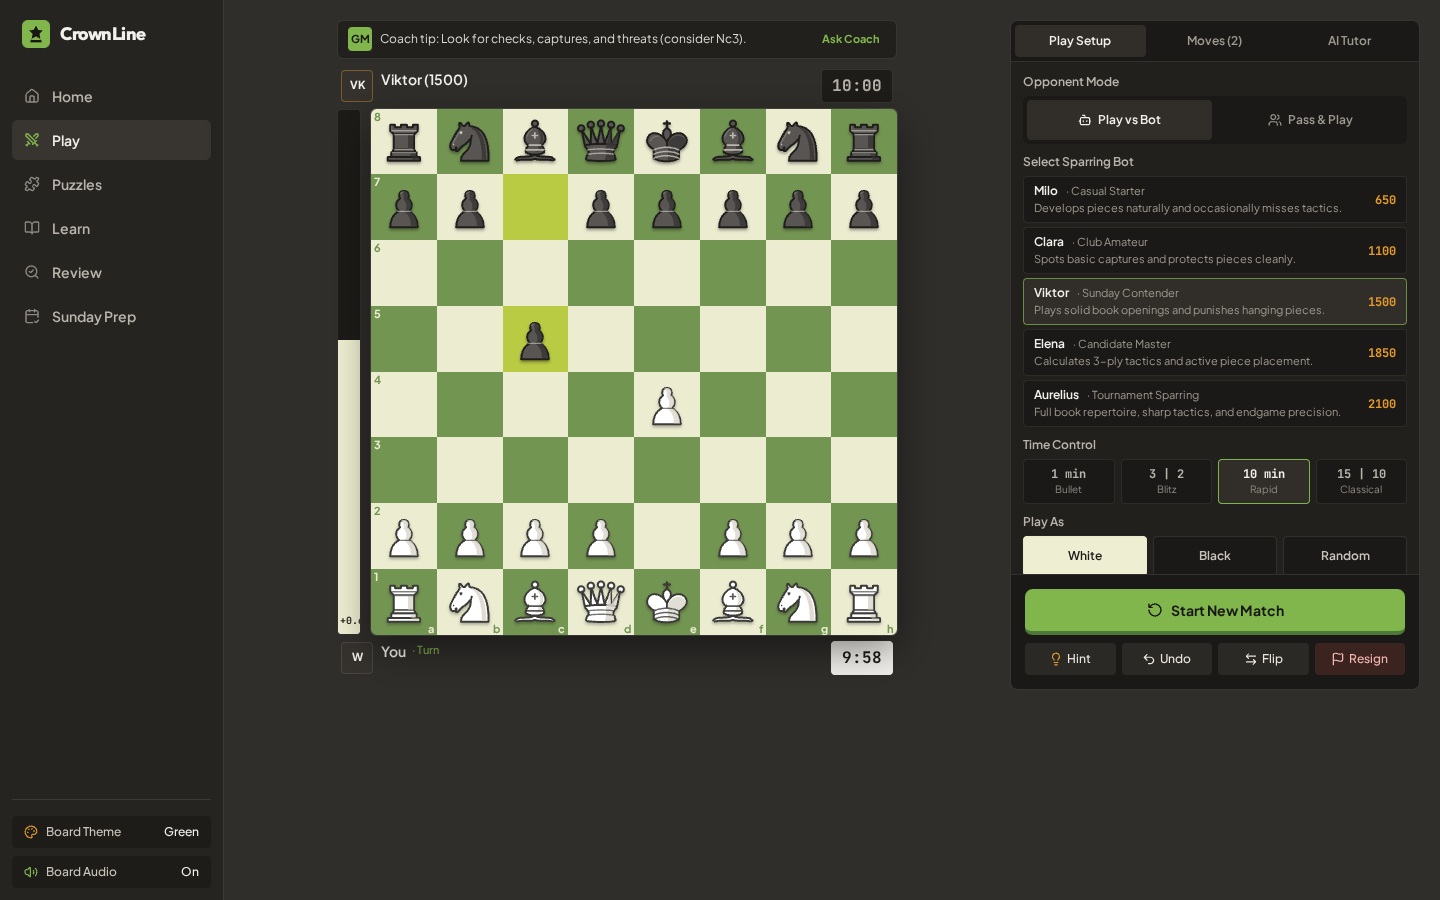 CrownLine
Home
Play
Puzzles
Learn
Review
Sunday Prep
Board Theme Green
Board Audio On
GM Coach tip: Look for checks, captures, and threats (consider Nc3). Ask Coach
VK Viktor (1500) 10:00
8
7
6
5
4
3
2
1
a b c d e f g h
+0.
W You · Turn 9:58
Play Setup Moves (2) AI Tutor
Opponent Mode
Play vs Bot Pass & Play
Select Sparring Bot
Milo · Casual Starter
Develops pieces naturally and occasionally misses tactics. 650
Clara · Club Amateur
Spots basic captures and protects pieces cleanly. 1100
Viktor · Sunday Contender
Plays solid book openings and punishes hanging pieces. 1500
Elena · Candidate Master
Calculates 3-ply tactics and active piece placement. 1850
Aurelius · Tournament Sparring
Full book repertoire, sharp tactics, and endgame precision. 2100
Time Control
1 min 3 | 2 10 min 15 | 10
Bullet Blitz Rapid Classical
Play As
White Black Random
Start New Match
Hint Undo Flip Resign